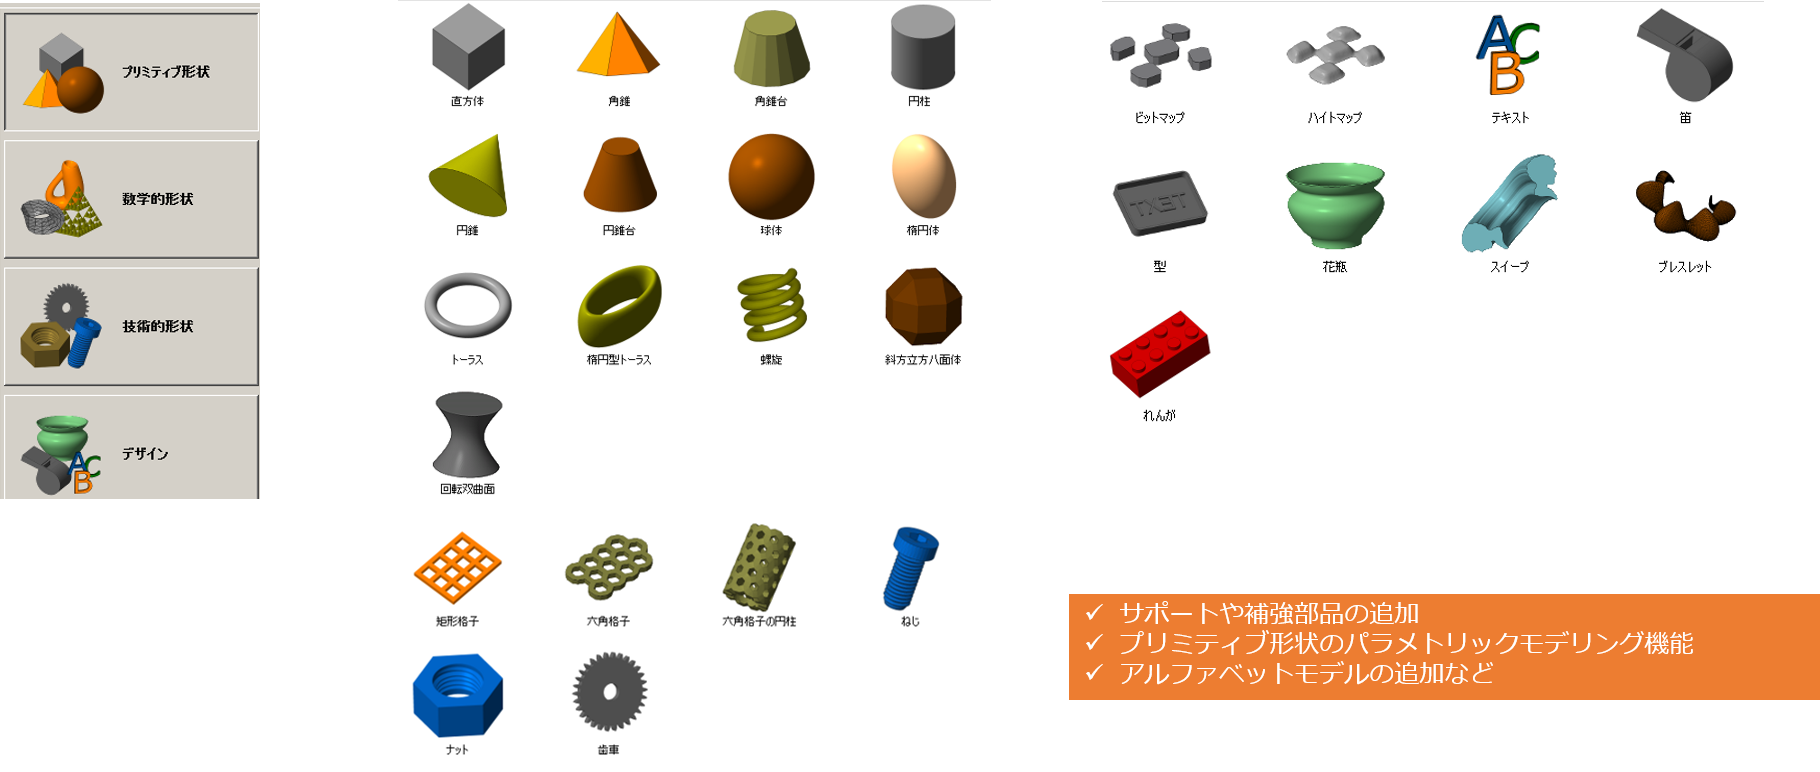 プリミティブ形状
数学的形状
技術的形状
デザイン
直方体
角錐
角錐台
円柱
円錐
円錐台
球体
楕円体
トーラス
楕円型トーラス
螺旋
斜方立方八面体
回転双曲面
矩形格子
六角格子
六角格子の円柱
ねじ
ナット
歯車
ビットマップ
ハイトマップ
テキスト
笛
型
花瓶
スイープ
ブレスレット
れんが
A
C
B
TEXT
✓ サポートや補強部品の追加
✓ プリミティブ形状のパラメトリックモデリング機能
✓ アルファベットモデルの追加など